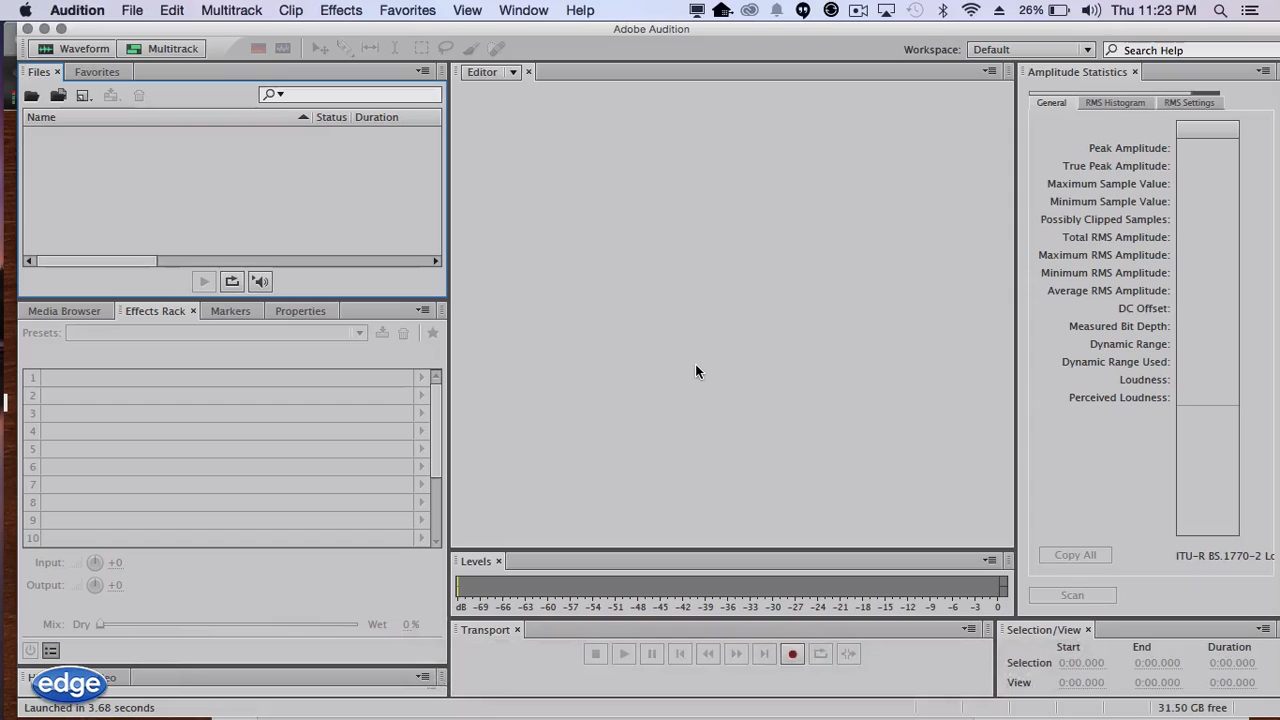 Audition File Edit Multitrack Clip Effects Favorites View Window Help 26% Thu 11:23 PM
Adobe Audition
Waveform Multitrack Workspace: Default Search Help
Files Favorites Editor Amplitude Statistics
General RMS Histogram RMS Settings
Name Status Duration
Peak Amplitude:
True Peak Amplitude:
Maximum Sample Value:
Minimum Sample Value:
Possibly Clipped Samples:
Total RMS Amplitude:
Maximum RMS Amplitude:
Minimum RMS Amplitude:
Average RMS Amplitude:
DC Offset:
Measured Bit Depth:
Dynamic Range:
Dynamic Range Used:
Loudness:
Perceived Loudness:
Media Browser Effects Rack Markers Properties
Presets:
1
2
3
4
5
6
7
8
9
10
Input: +0
Output: +0
Mix: Dry Wet 0 %
Copy All ITU-R BS.1770-2 Lo
Scan
Levels
dB -69 -66 -63 -60 -57 -54 -51 -48 -45 -42 -39 -36 -33 -30 -27 -24 -21 -18 -15 -12 -9 -6 -3 0
Transport
Selection/View
Start End Duration
Selection 0:00.000 0:00.000 0:00.000
View 0:00.000 0:00.000 0:00.000
edge
Launched in 3.68 seconds 31.50 GB free